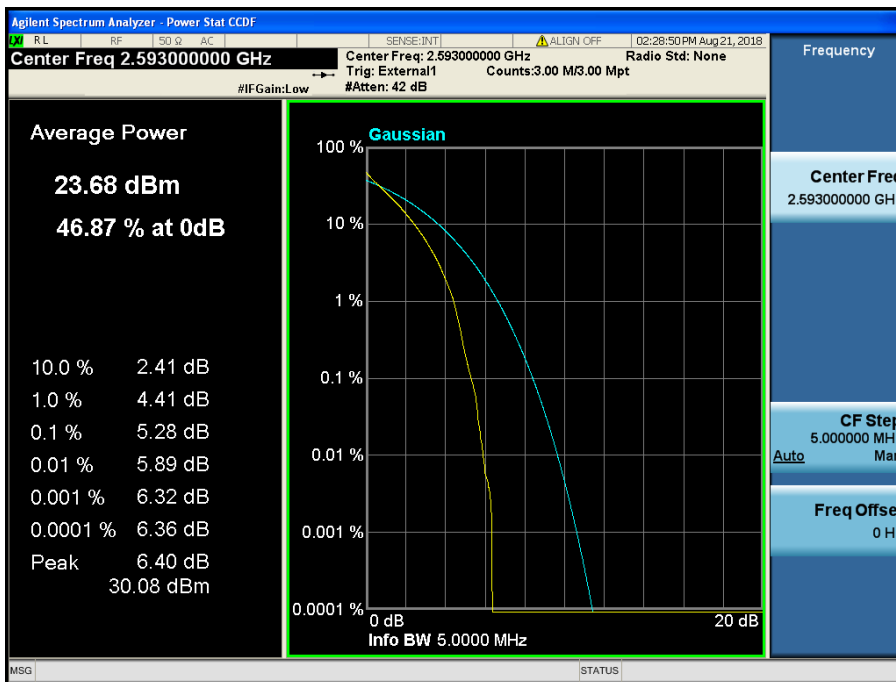 Agilent Spectrum Analyzer - Power Stat CCDF
LXI RL RF 50 Ω AC SENSE:INT ALIGN OFF 02:28:50 PM Aug 21, 2018
Center Freq 2.593000000 GHz
Center Freq: 2.593000000 GHz Radio Std: None
Trig: External1 Counts:3.00 M/3.00 Mpt
#IFGain:Low #Atten: 42 dB
Frequency
Average Power
23.68 dBm
46.87 % at 0dB
10.0 % 2.41 dB
1.0 % 4.41 dB
0.1 % 5.28 dB
0.01 % 5.89 dB
0.001 % 6.32 dB
0.0001 % 6.36 dB
Peak 6.40 dB
30.08 dBm
Gaussian
100 %
10 %
1 %
0.1 %
0.01 %
0.001 %
0.0001 %
0 dB 20 dB
Info BW 5.0000 MHz
Center Freq
2.593000000 GH
CF Step
5.000000 MH
Auto Man
Freq Offse
0 H
MSG STATUS